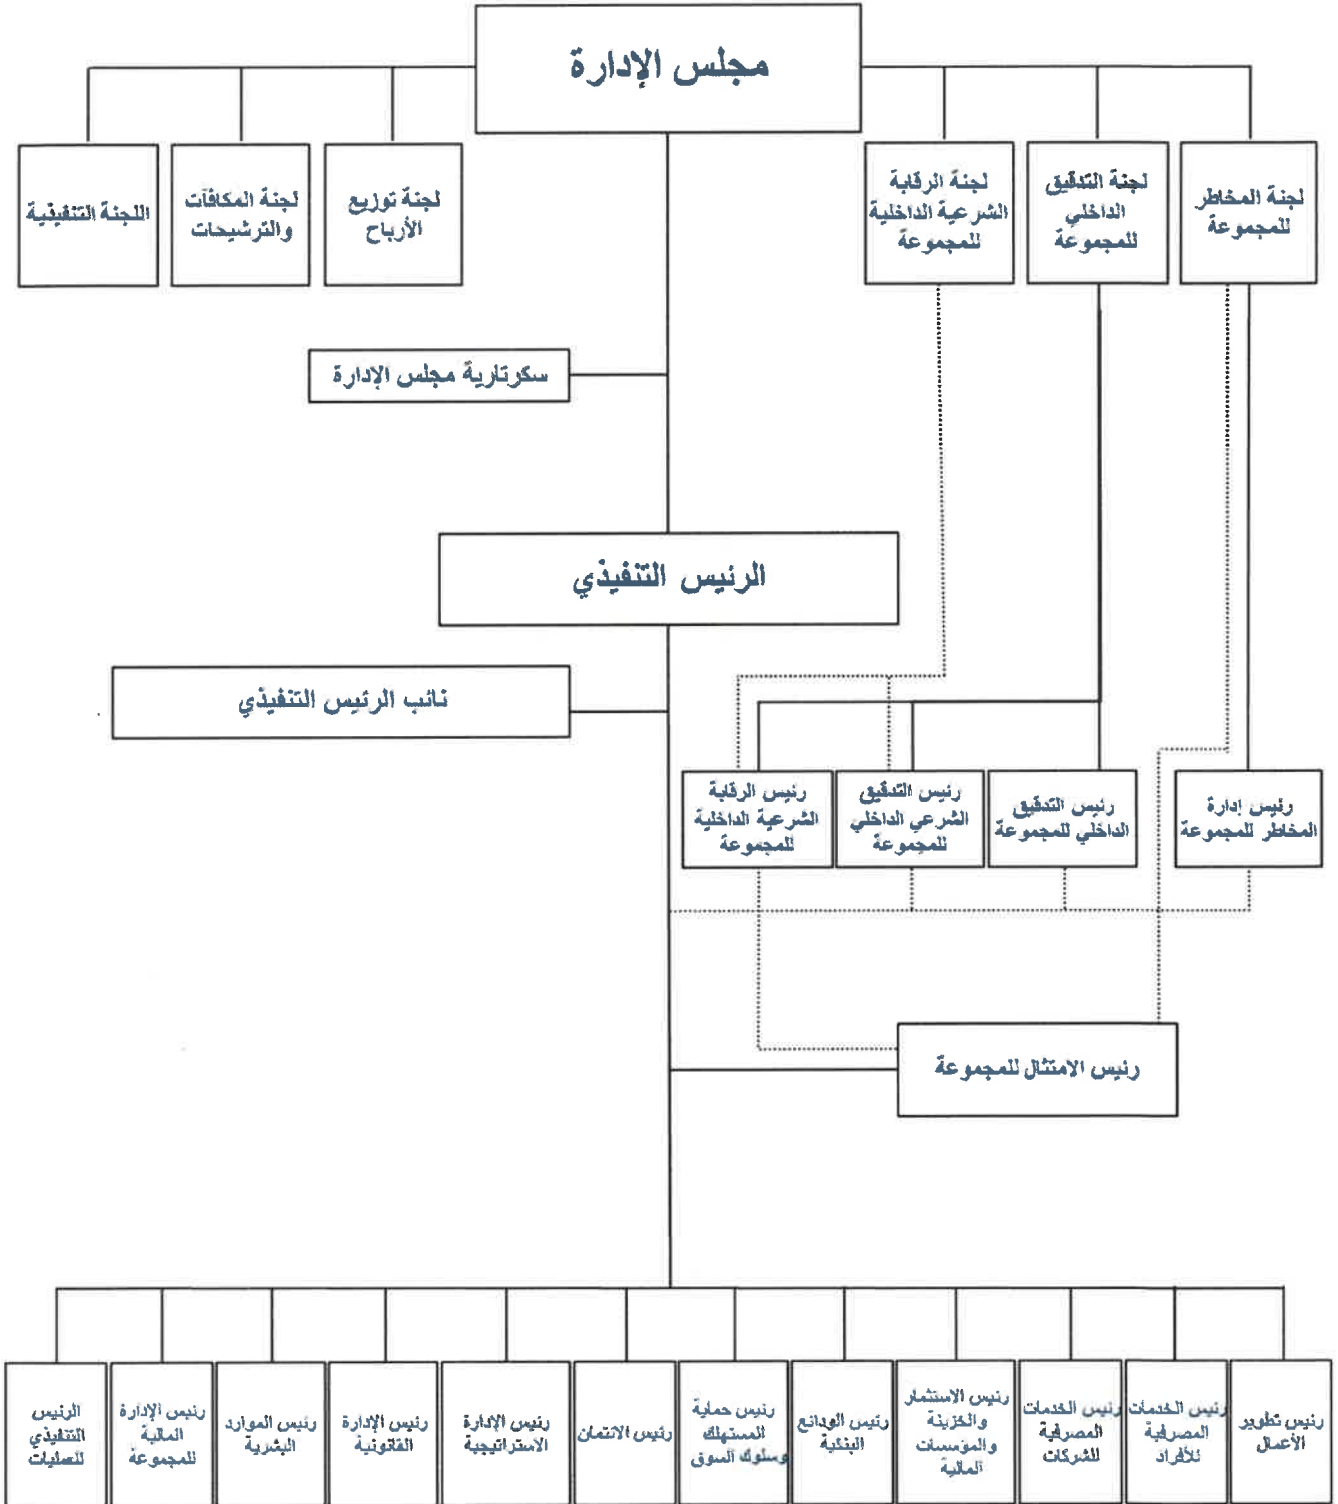 مجلس الإدارة
لجنة المخاطر
للمجموعة
لجنة التدقيق
الداخلي
للمجموعة
لجنة الرقابة
الشرعية الداخلية
للمجموعة
لجنة توزيع
الأرباح
لجنة المكافآت
والترشيحات
اللجنة التنفيذية
سكرتارية مجلس الإدارة
الرئيس التنفيذي
نائب الرئيس التنفيذي
رئيس إدارة
المخاطر للمجموعة
رئيس التدقيق
الداخلي للمجموعة
رئيس التدقيق
الشرعي الداخلي
للمجموعة
رئيس الرقابة
الشرعية الداخلية
للمجموعة
رئيس الامتثال للمجموعة
رئيس تطوير
الأعمال
رئيس الخدمات
المصرفية
للأفراد
رئيس الخدمات
المصرفية
للشركات
رئيس الاستثمار
والخزينة
والمؤسسات
المالية
رئيس الودائع
البنكية
رئيس حماية
المستهلك
وسلوك السوق
رئيس الائتمان
رئيس الإدارة
الاستراتيجية
رئيس الإدارة
القانونية
رئيس الموارد
البشرية
رئيس الإدارة
المالية
للمجموعة
الرئيس
التنفيذي
للعمليات